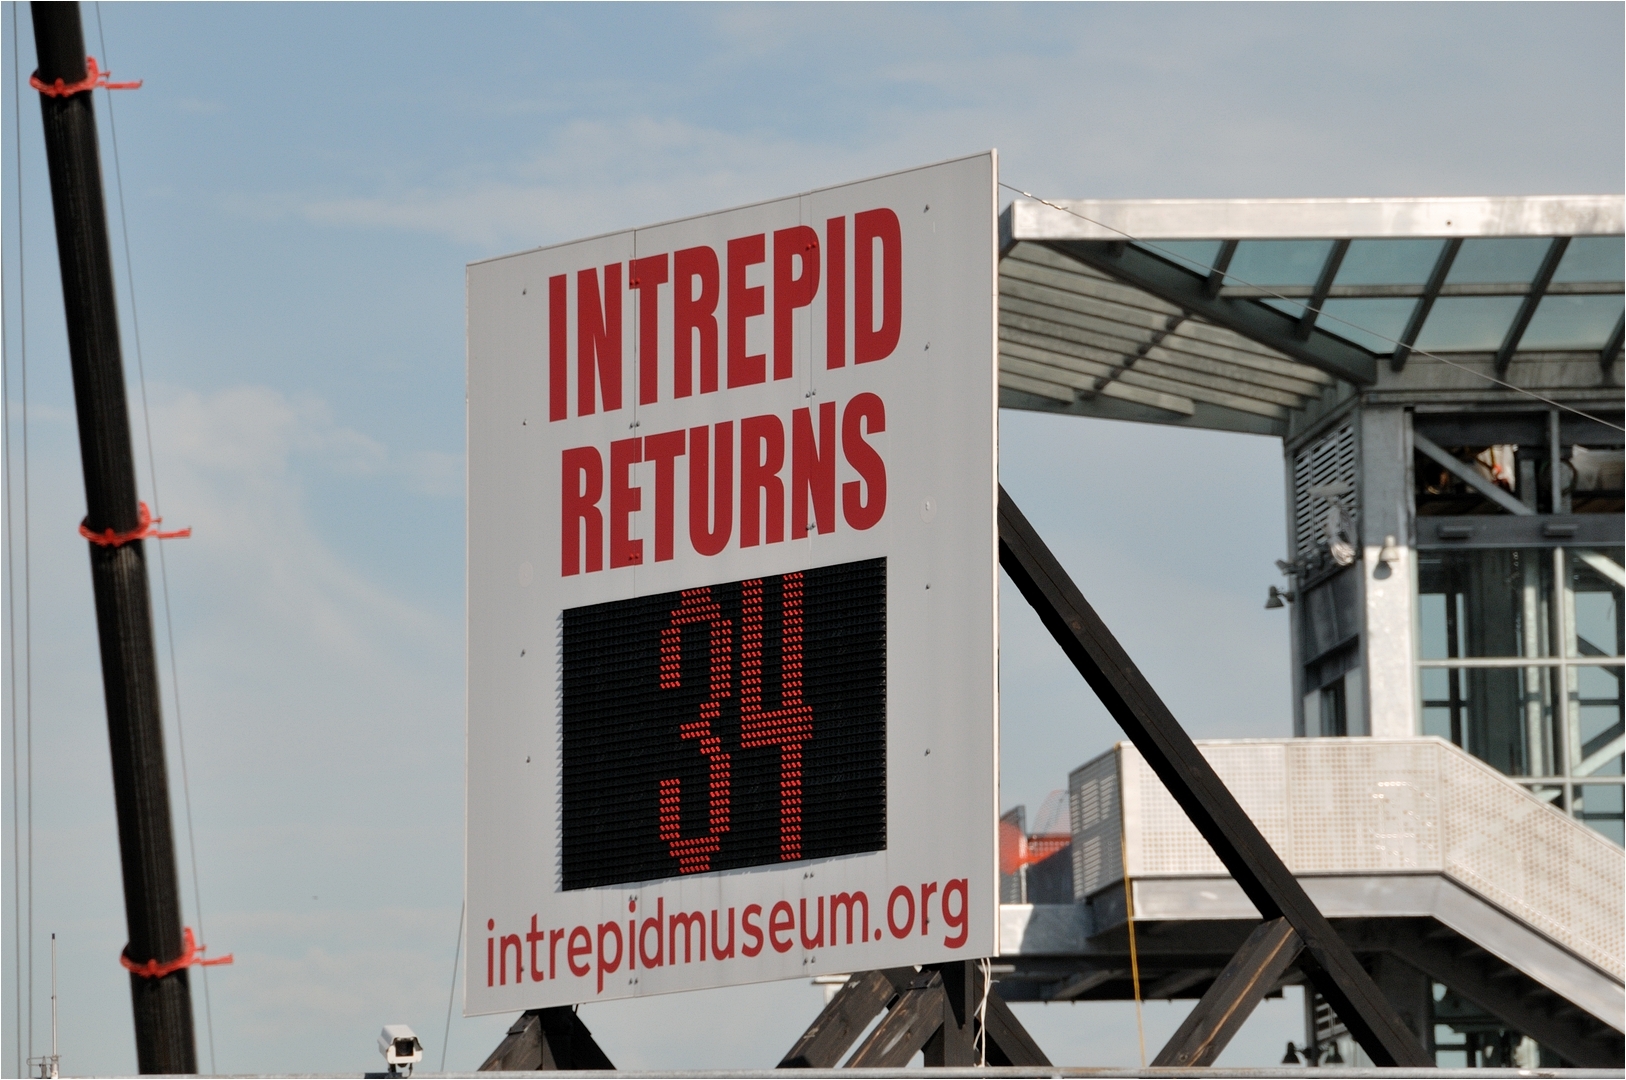 INTREPID
RETURNS
34
intrepidmuseum.org